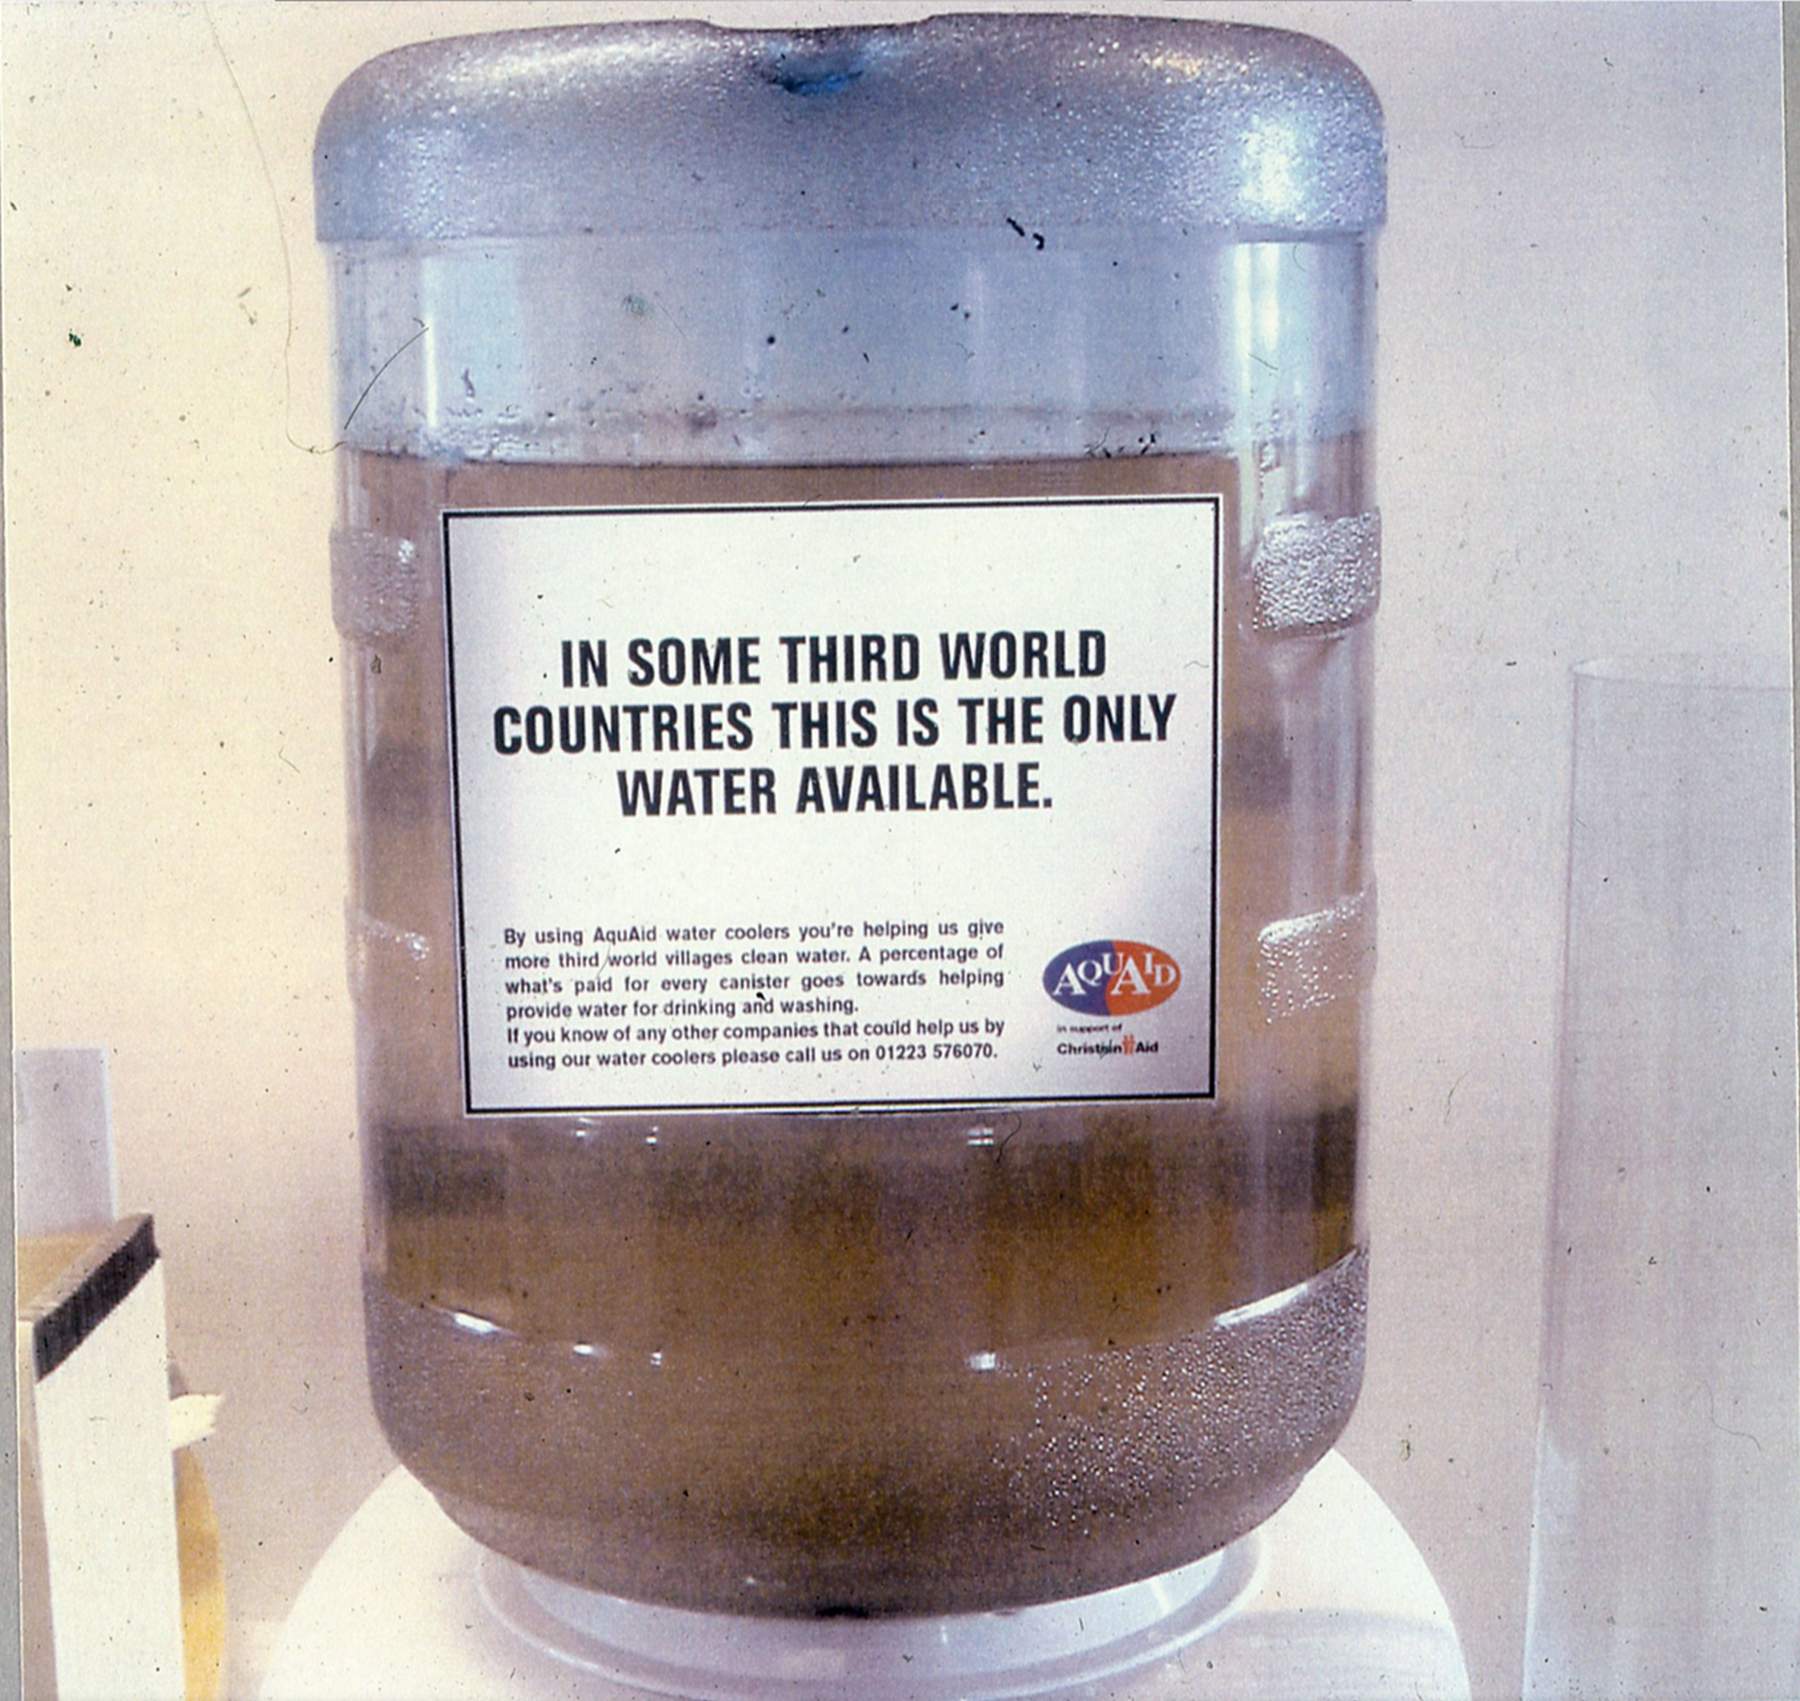 IN SOME THIRD WORLD
COUNTRIES THIS IS THE ONLY
WATER AVAILABLE.
By using AquAid water coolers you're helping us give
more third world villages clean water. A percentage of
what's paid for every canister goes towards helping
provide water for drinking and washing.
If you know of any other companies that could help us by
using our water coolers please call us on 01223 576070.
AQUAID
in support of
Christian Aid